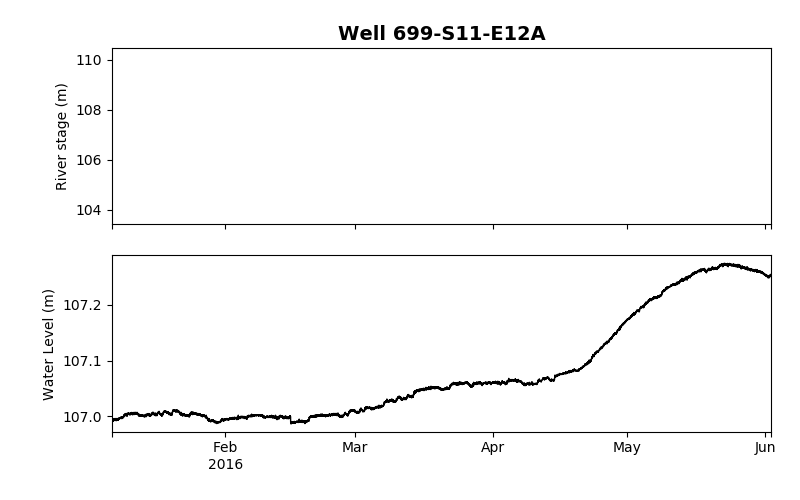 Well 699-S11-E12A
River stage (m)
110
108
106
104
Water Level (m)
107.2
107.1
107.0
Feb
2016
Mar
Apr
May
Jun